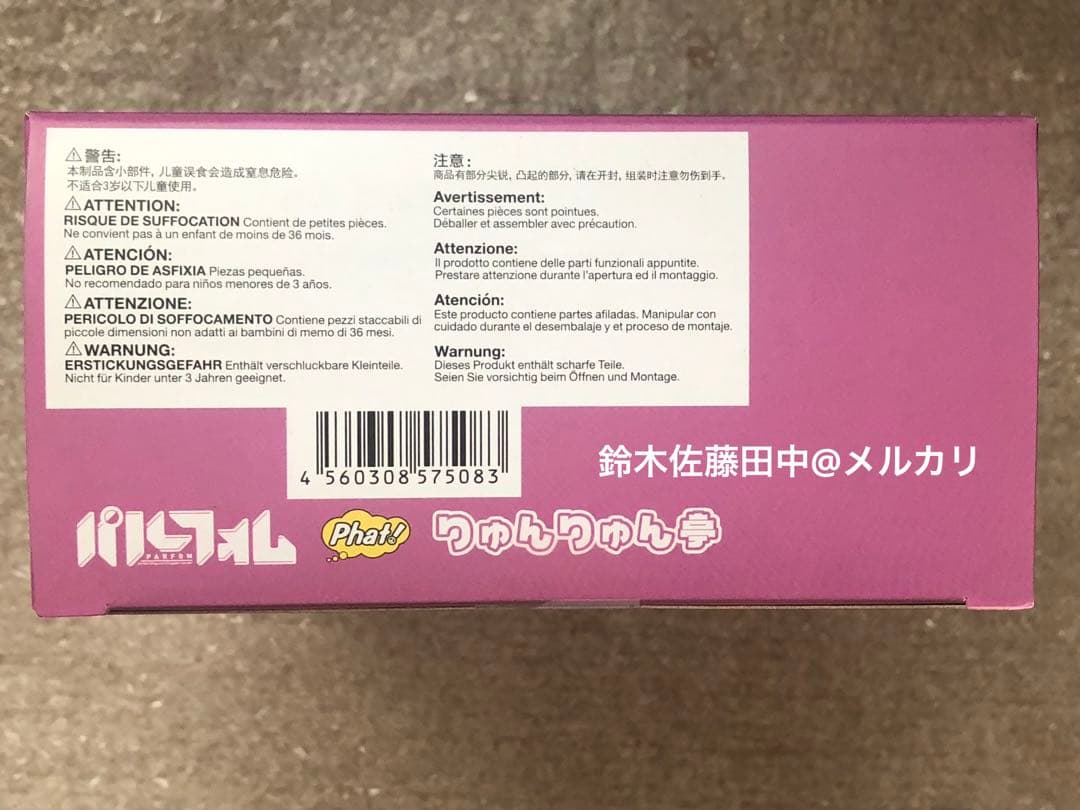 ⚠警告:
本制品含小部件, 儿童误食会造成窒息危险。
不适合3岁以下儿童使用。
⚠ATTENTION:
RISQUE DE SUFFOCATION Contient de petites pièces.
Ne convient pas à un enfant de moins de 36 mois.
⚠ATENCIÓN:
PELIGRO DE ASFIXIA Piezas pequeñas.
No recomendado para niños menores de 3 años.
⚠ATTENZIONE:
PERICOLO DI SOFFOCAMENTO Contiene pezzi staccabili di
piccole dimensioni non adatti ai bambini di memo di 36 mesi.
⚠WARNUNG:
ERSTICKUNGSGEFAHR Enthält verschluckbare Kleinteile.
Nicht für Kinder unter 3 Jahren geeignet.
注意:
商品有部分尖锐, 凸起的部分, 请在开封, 组装时注意勿伤到手。
Avertissement:
Certaines pièces sont pointues.
Déballer et assembler avec précaution.
Attenzione:
Il prodotto contiene delle parti funzionali appuntite.
Prestare attenzione durante l'apertura ed il montaggio.
Atención:
Este producto contiene partes afiladas. Manipular con
cuidado durante el desembalaje y et proceso de montaje.
Warnung:
Dieses Produkt enthält scharfe Teile.
Seien Sie vorsichtig beim Öffnen und Montage.
4 560308 575083
鈴木佐藤田中@メルカリ
パルフォム
PARFOM
Phat!
りゅんりゅん亭